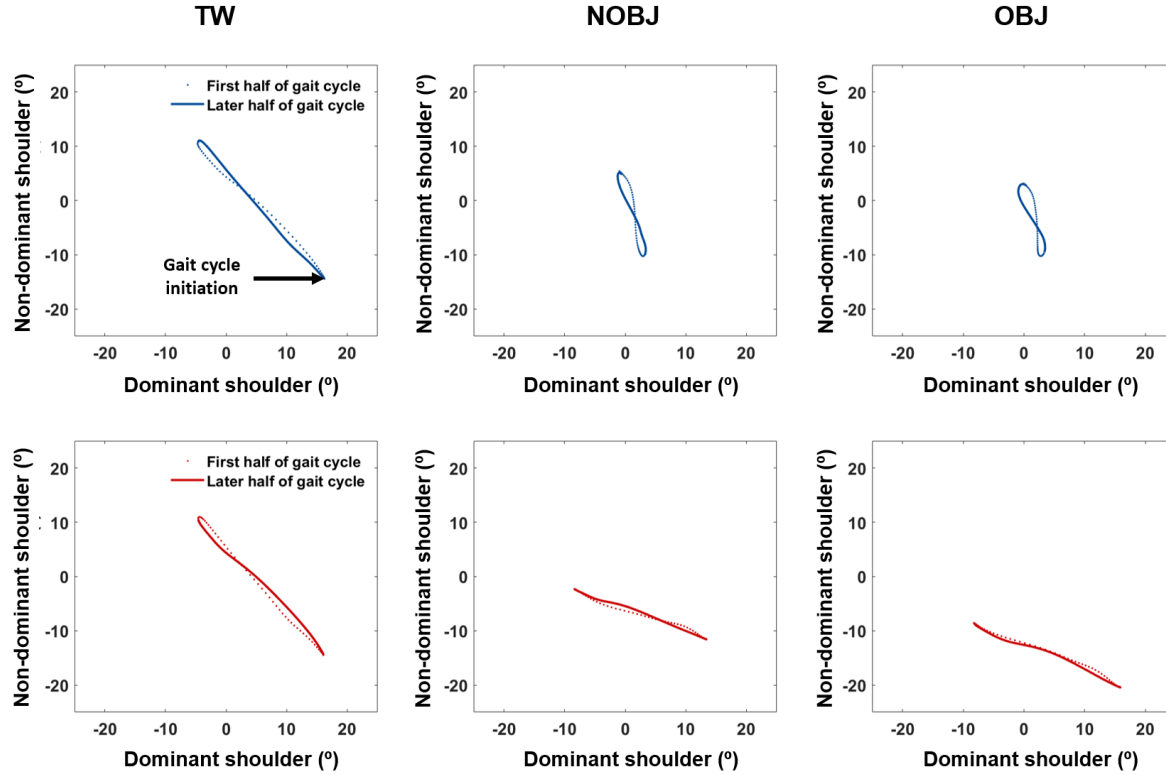 TW
NOBJ
OBJ
Non-dominant shoulder (º)
20
10
0
-10
-20
First half of gait cycle
Later half of gait cycle
Gait cycle
initiation
-20 -10 0 10 20
Dominant shoulder (º)
Non-dominant shoulder (º)
20
10
0
-10
-20
-20 -10 0 10 20
Dominant shoulder (º)
Non-dominant shoulder (º)
20
10
0
-10
-20
-20 -10 0 10 20
Dominant shoulder (º)
Non-dominant shoulder (º)
20
10
0
-10
-20
First half of gait cycle
Later half of gait cycle
-20 -10 0 10 20
Dominant shoulder (º)
Non-dominant shoulder (º)
20
10
0
-10
-20
-20 -10 0 10 20
Dominant shoulder (º)
Non-dominant shoulder (º)
20
10
0
-10
-20
-20 -10 0 10 20
Dominant shoulder (º)